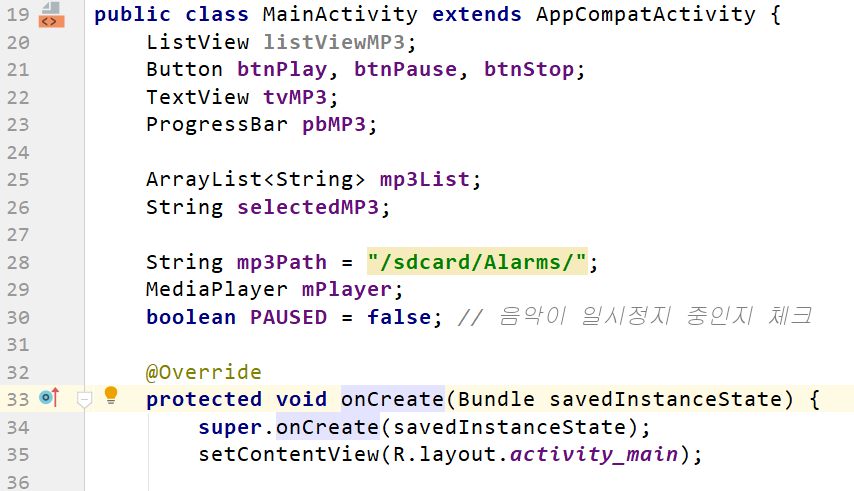 19 public class MainActivity extends AppCompatActivity {
20 ListView listViewMP3;
21 Button btnPlay, btnPause, btnStop;
22 TextView tvMP3;
23 ProgressBar pbMP3;
24
25 ArrayList<String> mp3List;
26 String selectedMP3;
27
28 String mp3Path = "/sdcard/Alarms/";
29 MediaPlayer mPlayer;
30 boolean PAUSED = false; // 음악이 일시정지 중인지 체크
31
32 @Override
33 protected void onCreate(Bundle savedInstanceState) {
34 super.onCreate(savedInstanceState);
35 setContentView(R.layout.activity_main);
36